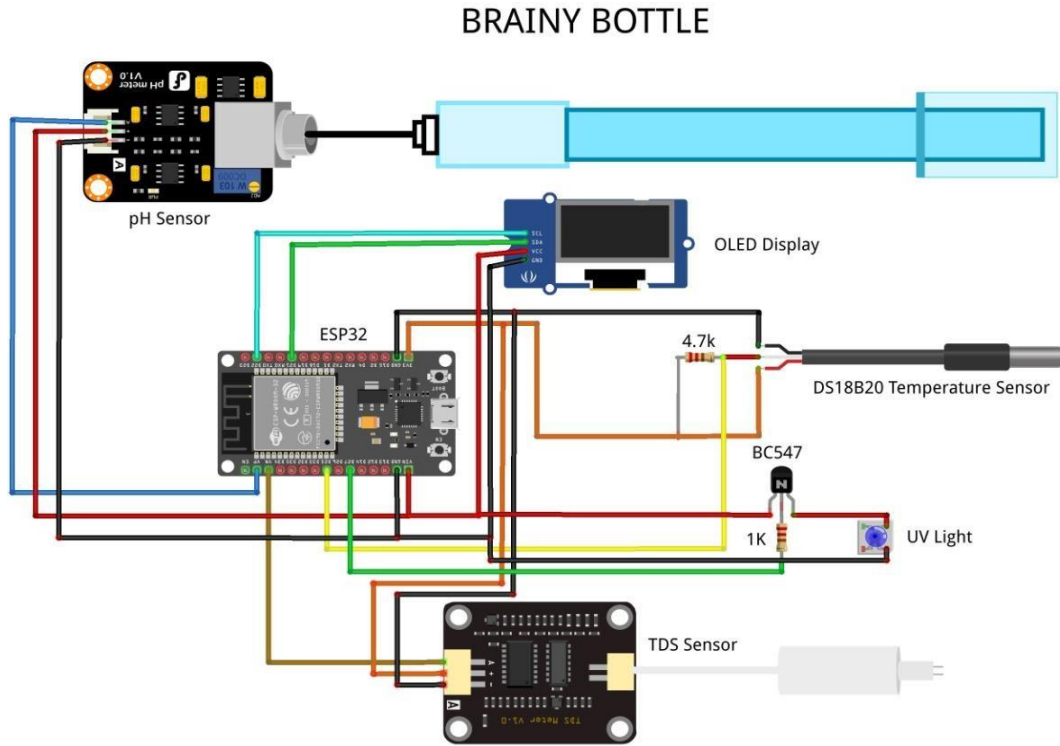 BRAINY BOTTLE
pH meter
V1.0
A
W 103
pH Sensor
SCL
SDA
VCC
GND
OLED Display
ESP32
4.7k
DS18B20 Temperature Sensor
BC547
N
1K
UV Light
TDS Sensor
A
+
-
A
TDS Meter V1.0